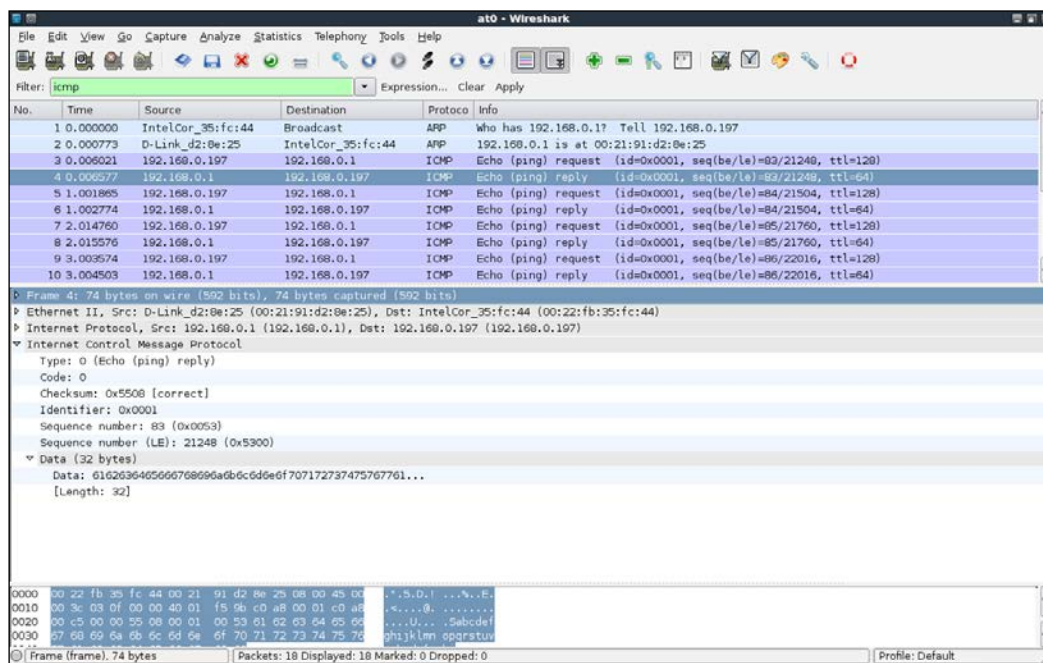 at0 - Wireshark
File Edit View Go Capture Analyze Statistics Telephony Tools Help
Filter: icmp Expression... Clear Apply
No. Time Source Destination Protoco Info
1 0.000000 IntelCor_35:fc:44 Broadcast ARP Who has 192.168.0.1? Tell 192.168.0.197
2 0.000773 D-Link_d2:8e:25 IntelCor_35:fc:44 ARP 192.168.0.1 is at 00:21:91:d2:8e:25
3 0.006021 192.168.0.197 192.168.0.1 ICMP Echo (ping) request (id=0x0001, seq(be/le)=83/21248, ttl=128)
4 0.006577 192.168.0.1 192.168.0.197 ICMP Echo (ping) reply (id=0x0001, seq(be/le)=83/21248, ttl=64)
5 1.001865 192.168.0.197 192.168.0.1 ICMP Echo (ping) request (id=0x0001, seq(be/le)=84/21504, ttl=128)
6 1.002774 192.168.0.1 192.168.0.197 ICMP Echo (ping) reply (id=0x0001, seq(be/le)=84/21504, ttl=64)
7 2.014760 192.168.0.197 192.168.0.1 ICMP Echo (ping) request (id=0x0001, seq(be/le)=85/21760, ttl=128)
8 2.015576 192.168.0.1 192.168.0.197 ICMP Echo (ping) reply (id=0x0001, seq(be/le)=85/21760, ttl=64)
9 3.003574 192.168.0.197 192.168.0.1 ICMP Echo (ping) request (id=0x0001, seq(be/le)=86/22016, ttl=128)
10 3.004503 192.168.0.1 192.168.0.197 ICMP Echo (ping) reply (id=0x0001, seq(be/le)=86/22016, ttl=64)
Frame 4: 74 bytes on wire (592 bits), 74 bytes captured (592 bits)
Ethernet II, Src: D-Link_d2:8e:25 (00:21:91:d2:8e:25), Dst: IntelCor_35:fc:44 (00:22:fb:35:fc:44)
Internet Protocol, Src: 192.168.0.1 (192.168.0.1), Dst: 192.168.0.197 (192.168.0.197)
Internet Control Message Protocol
Type: 0 (Echo (ping) reply)
Code: 0
Checksum: 0x5508 [correct]
Identifier: 0x0001
Sequence number: 83 (0x0053)
Sequence number (LE): 21248 (0x5300)
Data (32 bytes)
Data: 6162636465666768696a6b6c6d6e6f7071727374757677​61...
[Length: 32]
0000 00 22 fb 35 fc 44 00 21 91 d2 8e 25 08 00 45 00 .".5.D.! ...%..E.
0010 00 3c 03 0f 00 00 40 01 f5 9b c0 a8 00 01 c0 a8 .<....@. ........
0020 00 c5 00 00 55 08 00 01 00 53 61 62 63 64 65 66 ....U... .Sabcdef
0030 67 68 69 6a 6b 6c 6d 6e 6f 70 71 72 73 74 75 76 ghijklmn opqrstuv
Frame (frame), 74 bytes Packets: 18 Displayed: 18 Marked: 0 Dropped: 0 Profile: Default